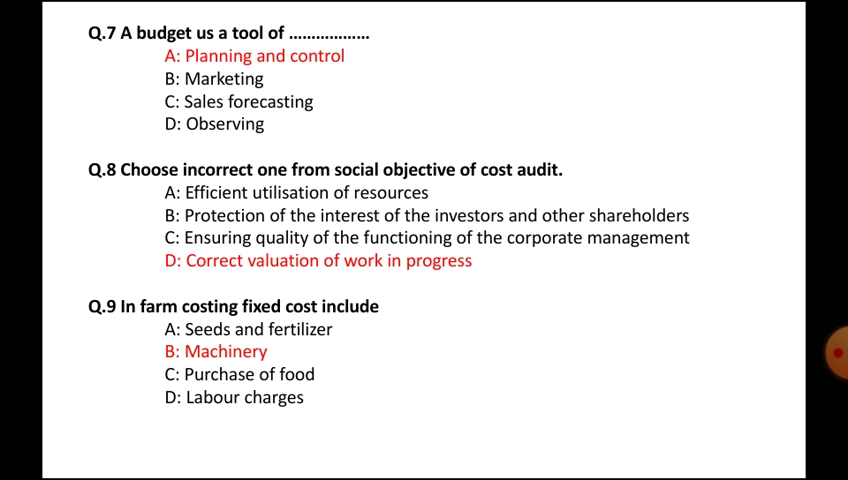 Q.7 A budget us a tool of ..................
A: Planning and control
B: Marketing
C: Sales forecasting
D: Observing
Q.8 Choose incorrect one from social objective of cost audit.
A: Efficient utilisation of resources
B: Protection of the interest of the investors and other shareholders
C: Ensuring quality of the functioning of the corporate management
D: Correct valuation of work in progress
Q.9 In farm costing fixed cost include
A: Seeds and fertilizer
B: Machinery
C: Purchase of food
D: Labour charges